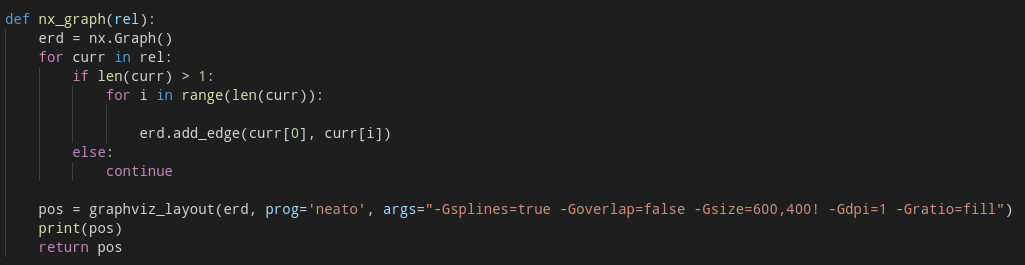 def nx_graph(rel):
    erd = nx.Graph()
    for curr in rel:
        if len(curr) > 1:
            for i in range(len(curr)):
                erd.add_edge(curr[0], curr[i])
        else:
            continue
    pos = graphviz_layout(erd, prog='neato', args="-Gsplines=true -Goverlap=false -Gsize=600,400! -Gdpi=1 -Gratio=fill")
    print(pos)
    return pos